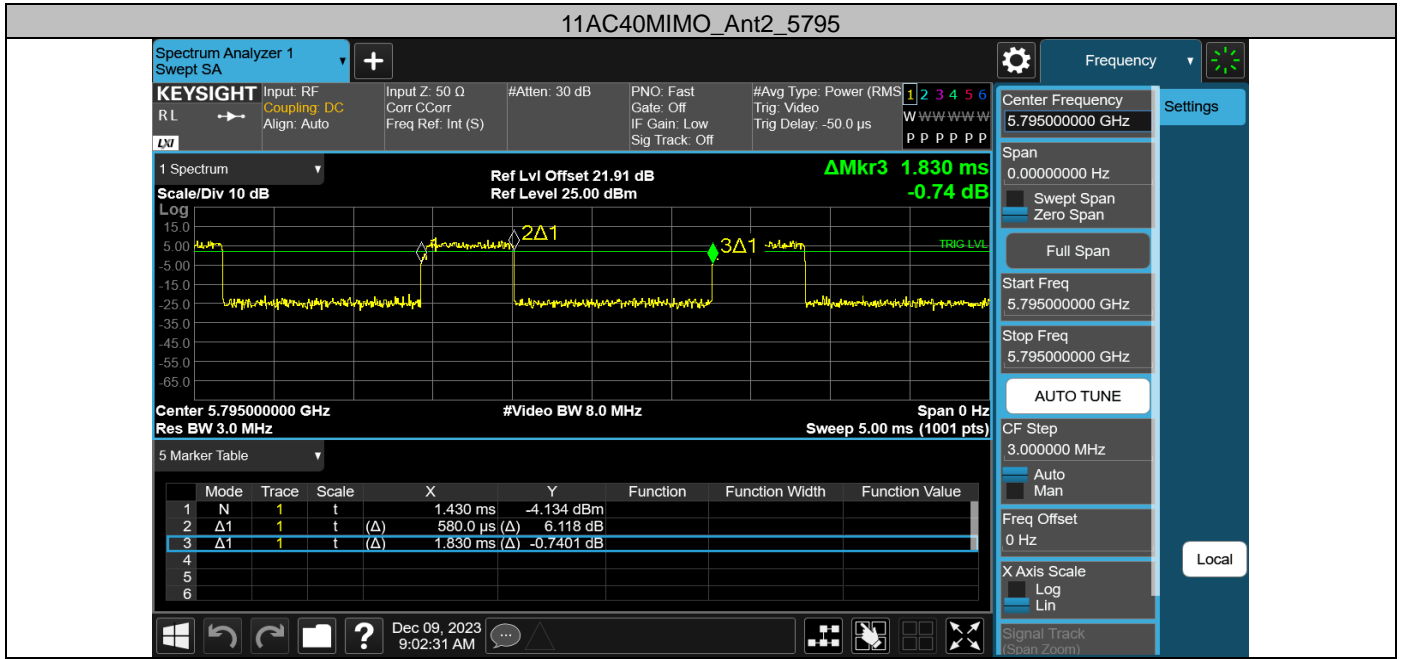 11AC40MIMO_Ant2_5795
Spectrum Analyzer 1
Swept SA
Frequency
KEYSIGHT
RL
LXI
Input: RF
Coupling: DC
Align: Auto
Input Z: 50 Ω
Corr CCorr
Freq Ref: Int (S)
#Atten: 30 dB
PNO: Fast
Gate: Off
IF Gain: Low
Sig Track: Off
#Avg Type: Power (RMS
Trig: Video
Trig Delay: -50.0 µs
1 2 3 4 5 6
W W W W W W
P P P P P P
1 Spectrum
Scale/Div 10 dB
Log
Ref Lvl Offset 21.91 dB
Ref Level 25.00 dBm
ΔMkr3 1.830 ms
-0.74 dB
15.0
5.00
-5.00
-15.0
-25.0
-35.0
-45.0
-55.0
-65.0
2Δ1
3Δ1
TRIG LVL
Center 5.795000000 GHz
#Video BW 8.0 MHz
Span 0 Hz
Res BW 3.0 MHz
Sweep 5.00 ms (1001 pts)
5 Marker Table
Mode Trace Scale X Y Function Function Width Function Value
1 N 1 t 1.430 ms -4.134 dBm
2 Δ1 1 t (Δ) 580.0 µs (Δ) 6.118 dB
3 Δ1 1 t (Δ) 1.830 ms (Δ) -0.7401 dB
4
5
6
Dec 09, 2023
9:02:31 AM
Center Frequency
5.795000000 GHz
Span
0.00000000 Hz
Swept Span
Zero Span
Full Span
Start Freq
5.795000000 GHz
Stop Freq
5.795000000 GHz
AUTO TUNE
CF Step
3.000000 MHz
Auto
Man
Freq Offset
0 Hz
X Axis Scale
Log
Lin
Signal Track
(Span Zoom)
Settings
Local